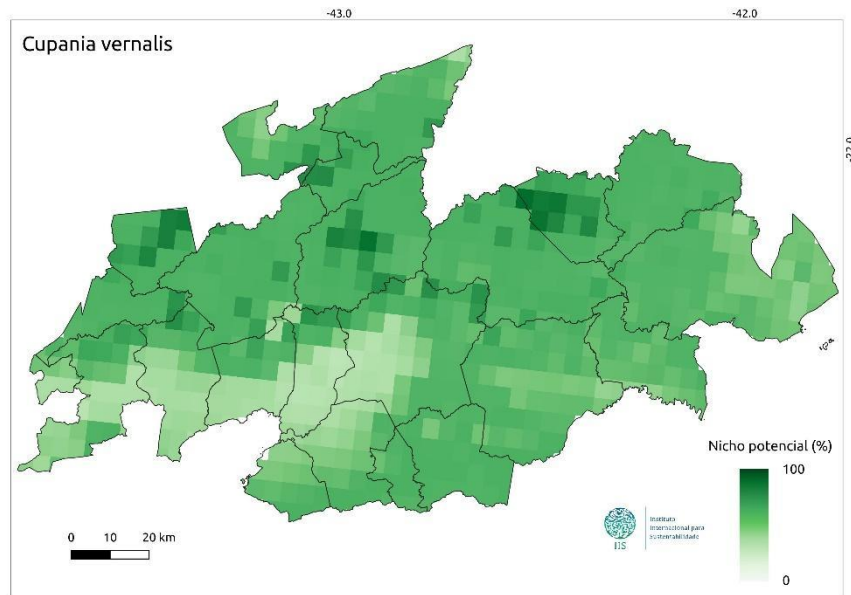 -43.0
-42.0
Cupania vernalis
-22.0
Nicho potencial (%)
100
0
0 10 20 km
Instituto
Internacional para
Sustentabilidade
IIS